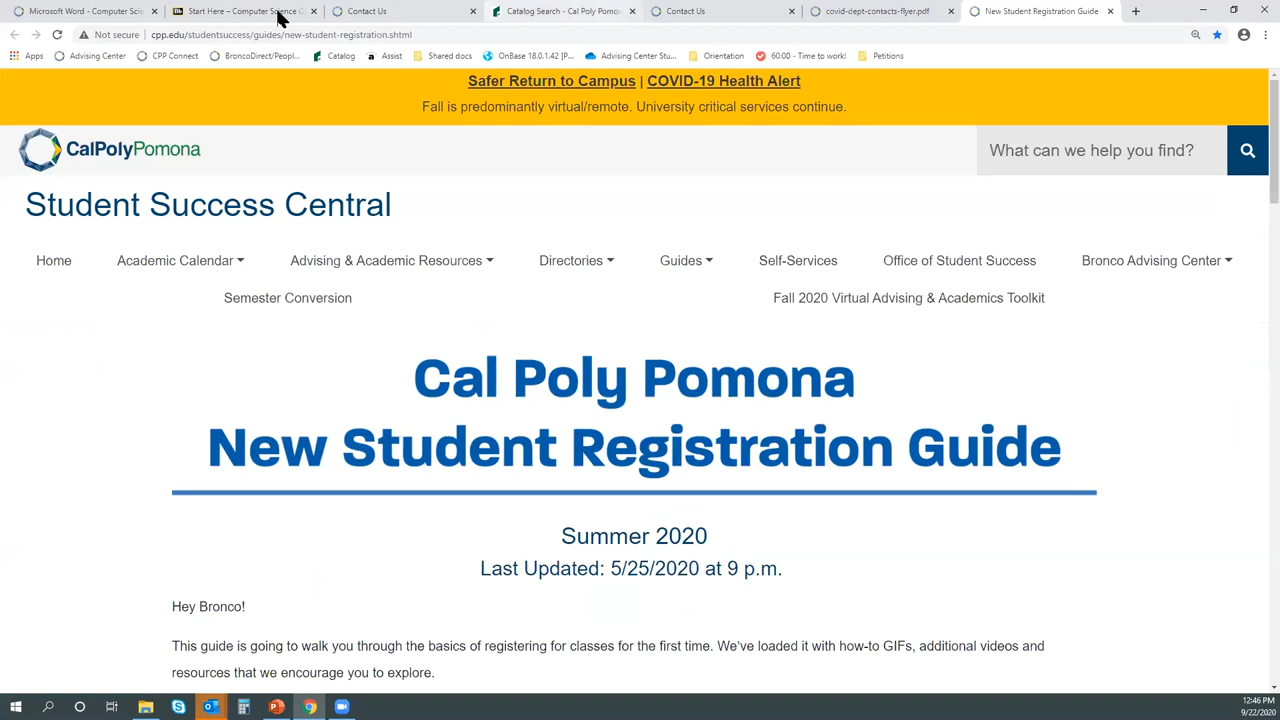 Microsoft Word - Computer Scie
Start Here – Computer Science O
Contact Us
Catalog Search - Cal Poly Pomon
Contact Us
covid-dept-contacts-flyer.pdf
New Student Registration Guide
Not secure | cpp.edu/studentsuccess/guides/new-student-registration.shtml
Apps Advising Center CPP Connect BroncoDirect/Peopl... Catalog Assist Shared docs OnBase 18.0.1.42 [P... Advising Center Stu... Orientation 60:00 - Time to work! Petitions
Safer Return to Campus | COVID-19 Health Alert
Fall is predominantly virtual/remote. University critical services continue.
CalPolyPomona
What can we help you find?
Student Success Central
Home Academic Calendar Advising & Academic Resources Directories Guides Self-Services Office of Student Success Bronco Advising Center
Semester Conversion Fall 2020 Virtual Advising & Academics Toolkit
Cal Poly Pomona
New Student Registration Guide
Summer 2020
Last Updated: 5/25/2020 at 9 p.m.
Hey Bronco!
This guide is going to walk you through the basics of registering for classes for the first time. We've loaded it with how-to GIFs, additional videos and
resources that we encourage you to explore.
12:46 PM
9/22/2020